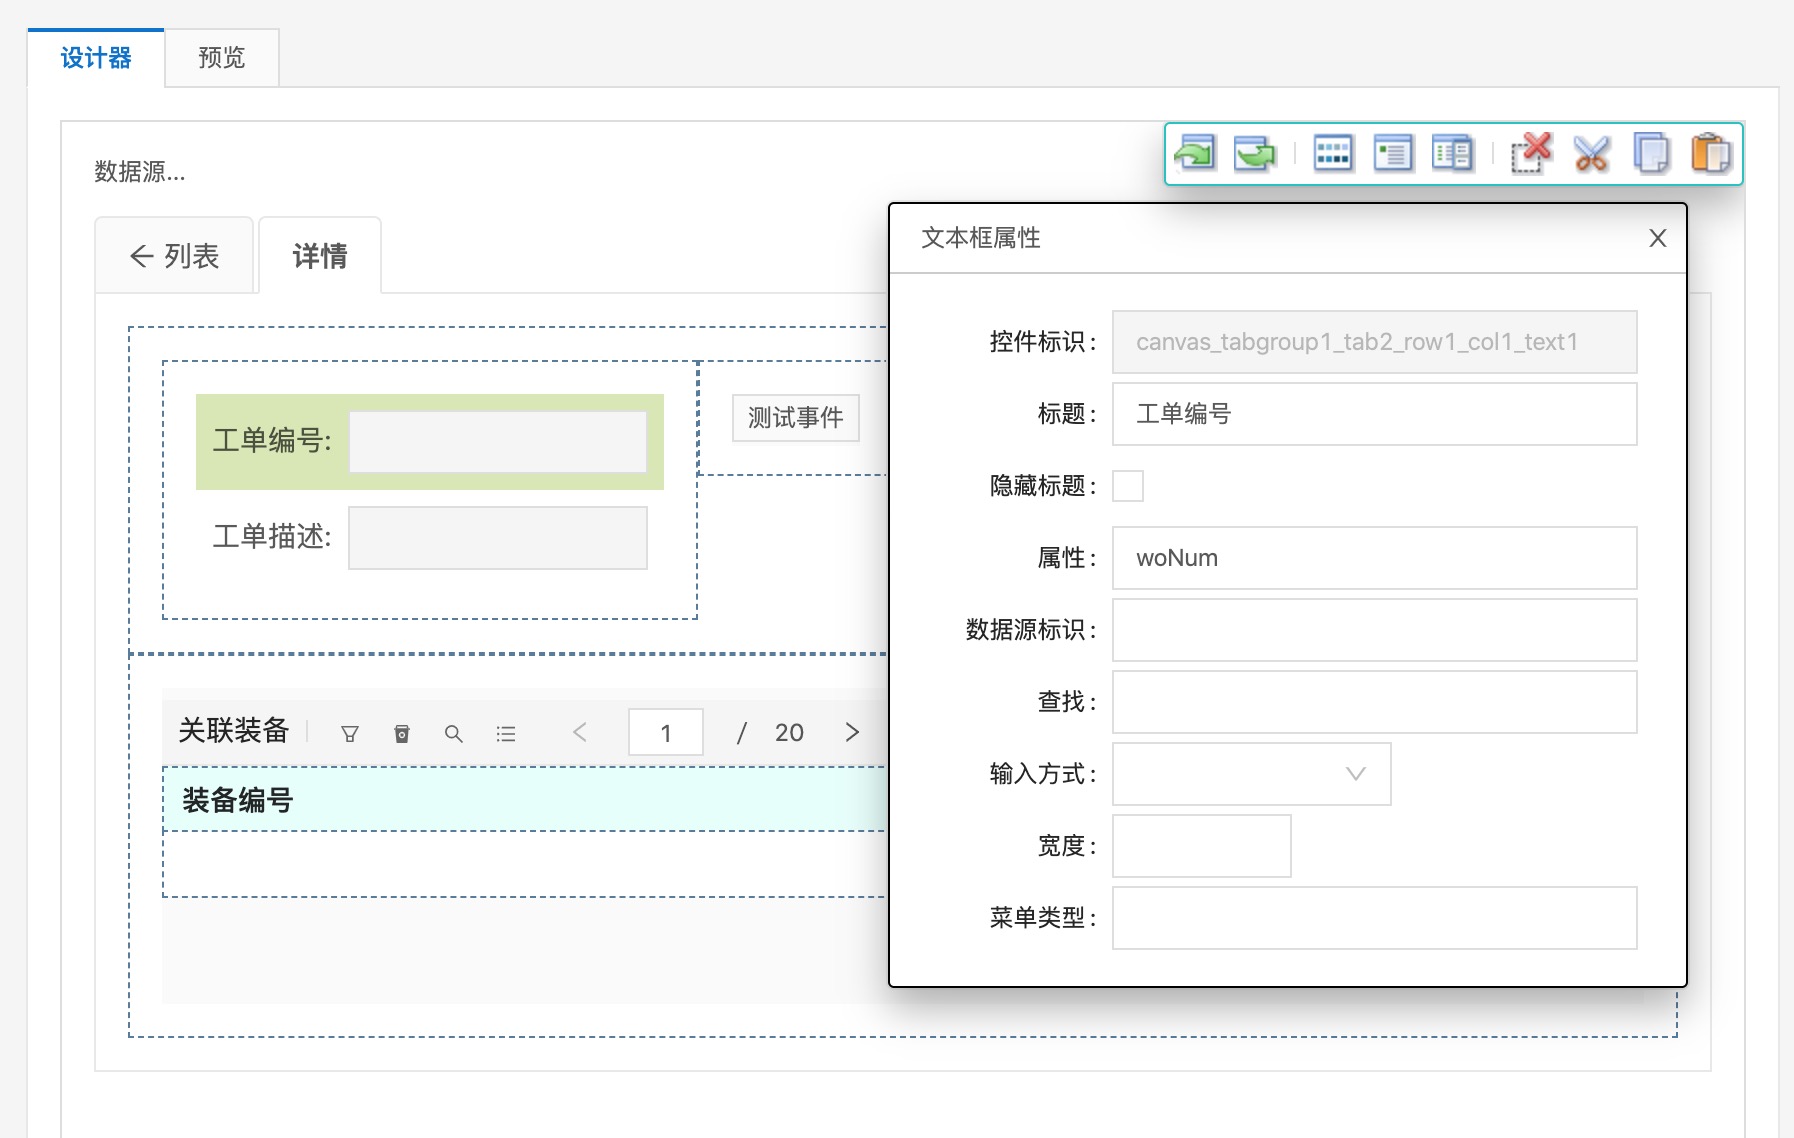 设计器
预览
数据源...
列表
详情
工单编号:
测试事件
工单描述:
关联装备
1 / 20
装备编号
文本框属性
控件标识: canvas_tabgroup1_tab2_row1_col1_text1
标题: 工单编号
隐藏标题:
属性: woNum
数据源标识:
查找:
输入方式:
宽度:
菜单类型: